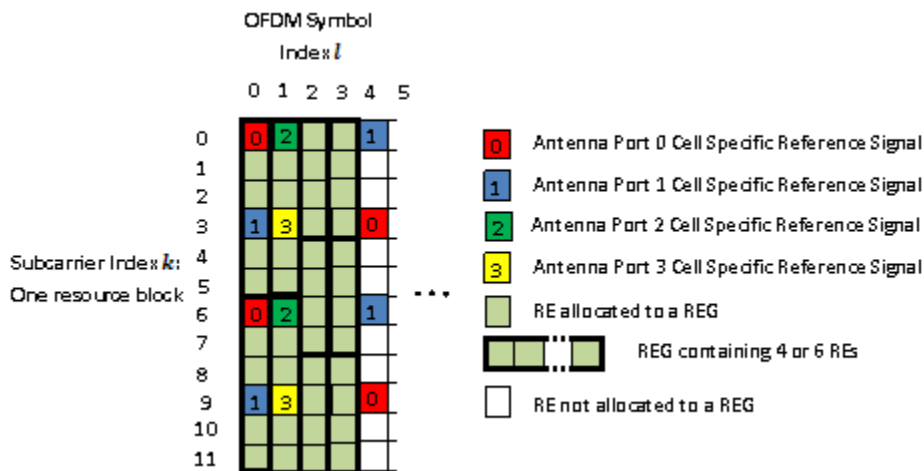 OFDM Symbol
Index l
0 1 2 3 4 5
0 0 2 1
1
2
3 1 3 0
4
Subcarrier Index k:
5
One resource block
6 0 2 1
...
7
8
9 1 3 0
10
11
0 Antenna Port 0 Cell Specific Reference Signal
1 Antenna Port 1 Cell Specific Reference Signal
2 Antenna Port 2 Cell Specific Reference Signal
3 Antenna Port 3 Cell Specific Reference Signal
RE allocated to a REG
REG containing 4 or 6 REs
RE not allocated to a REG